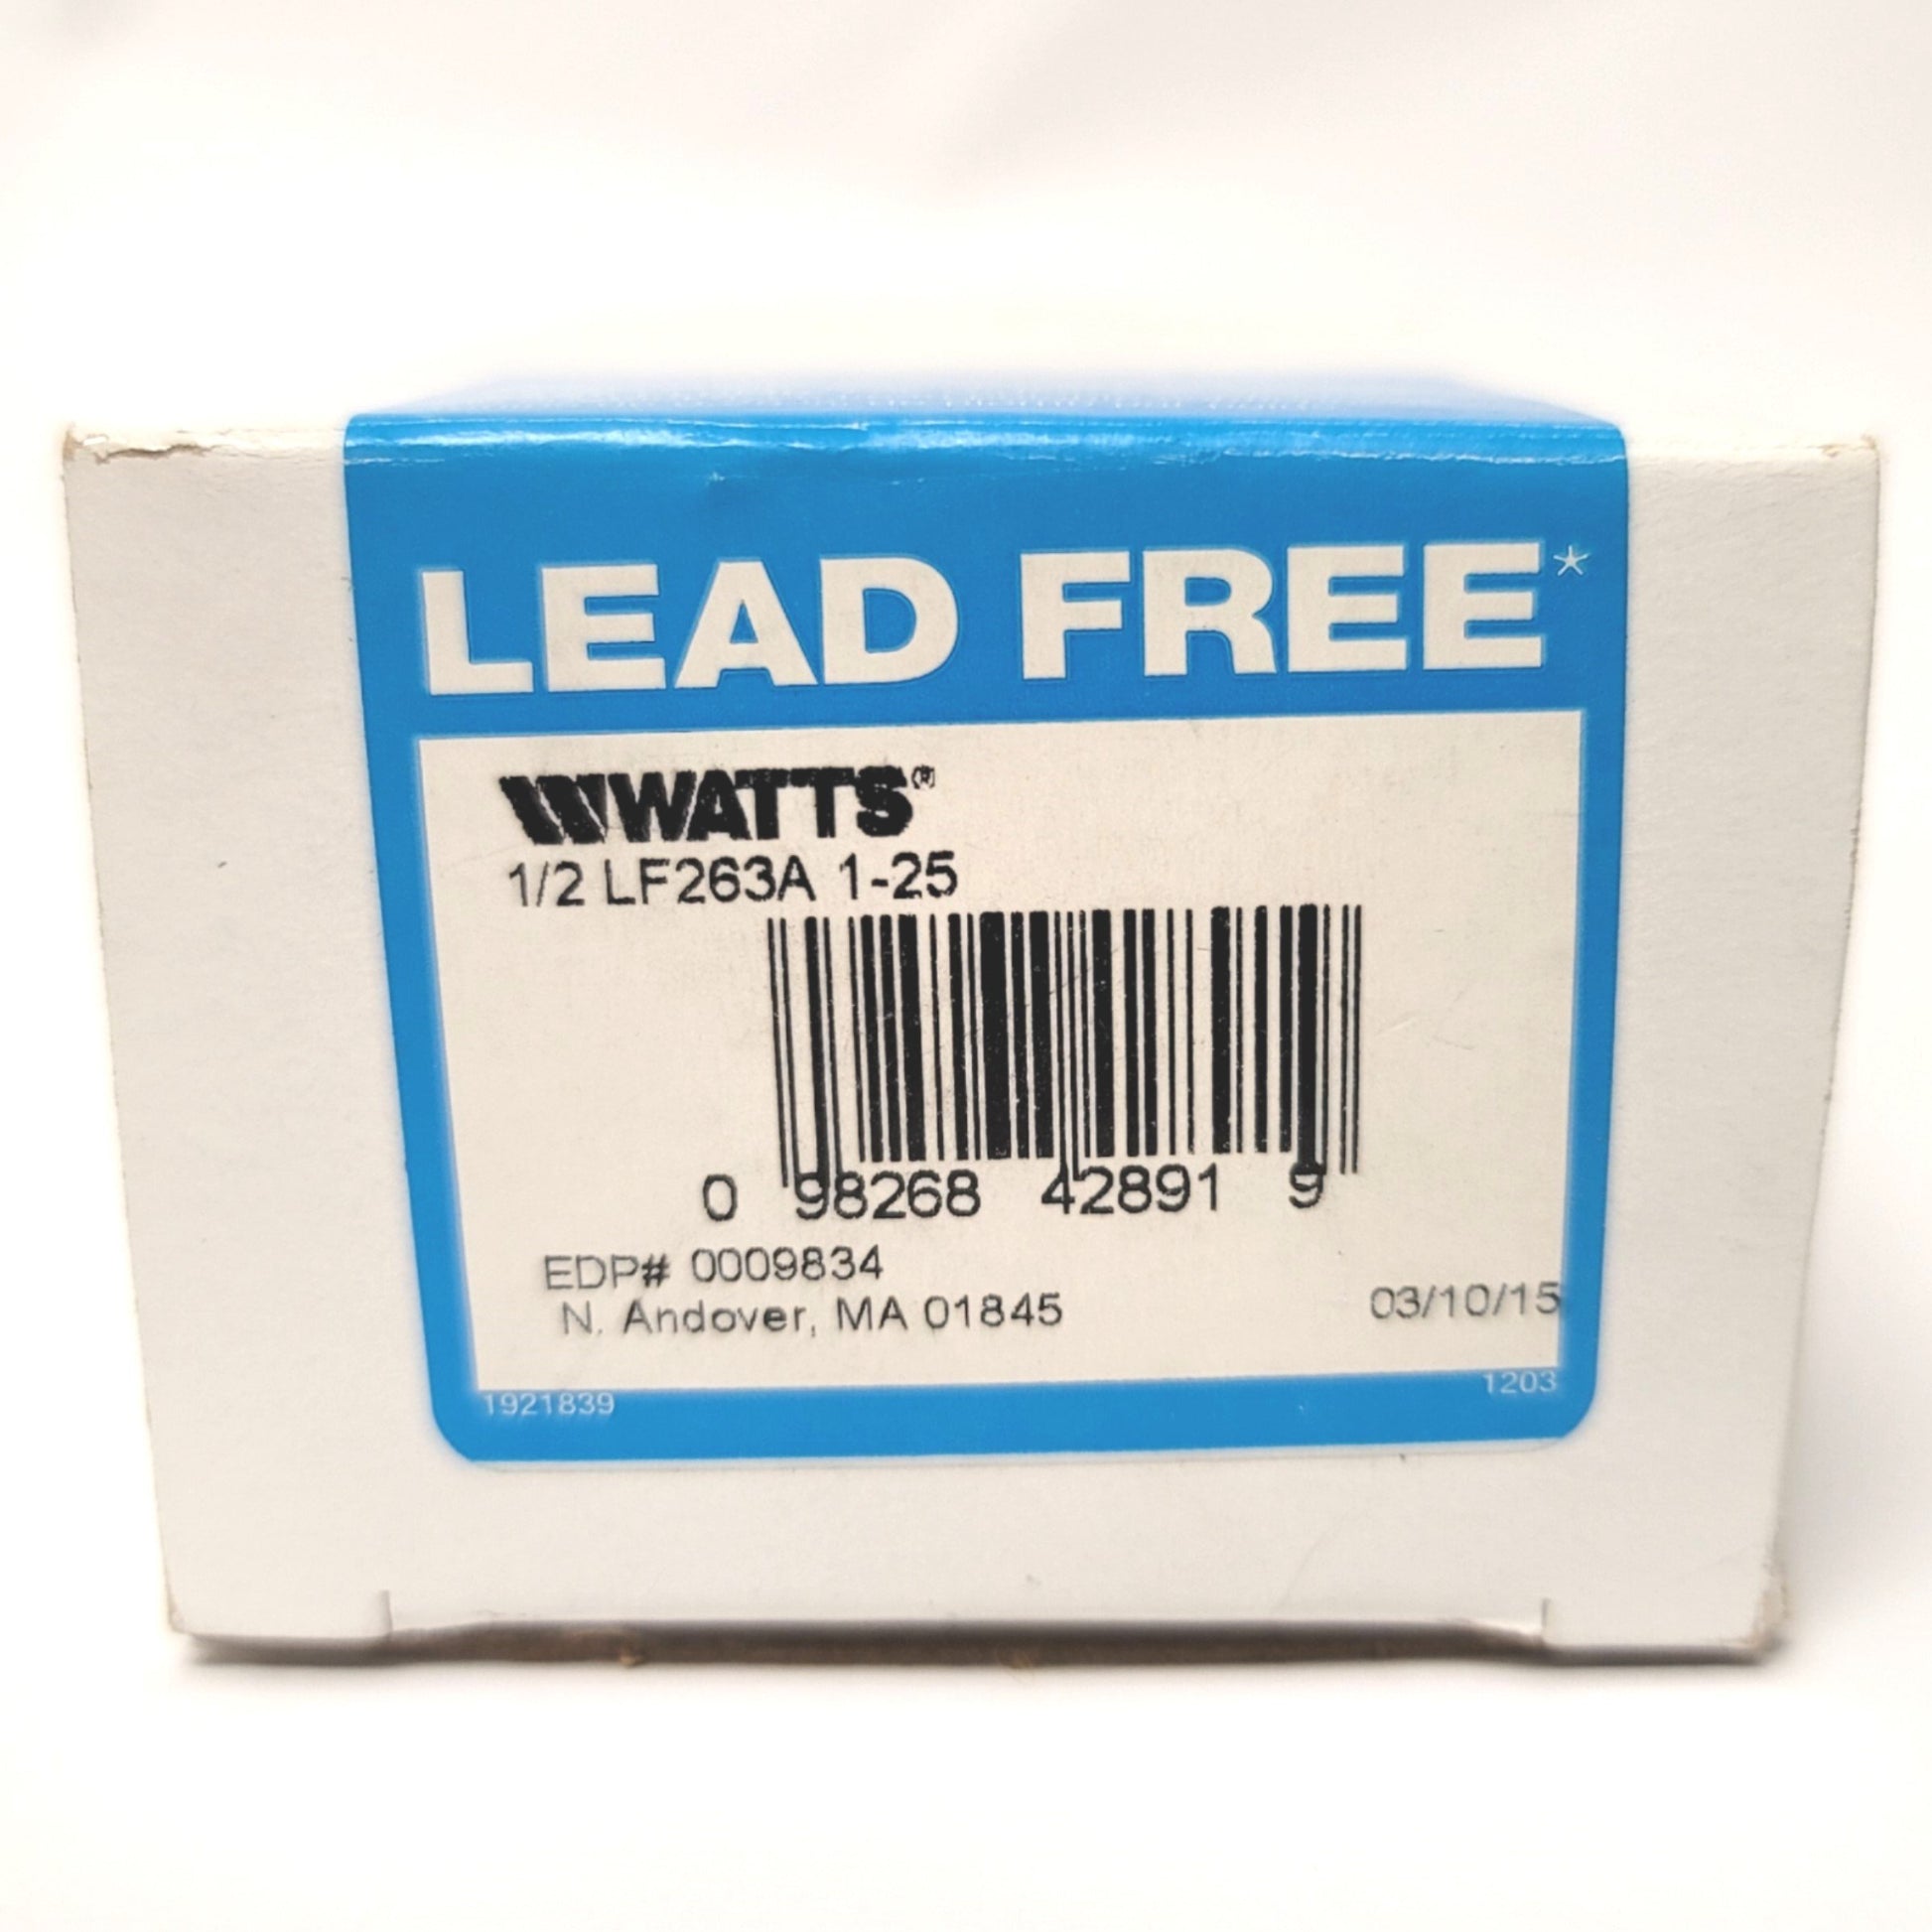 LEAD FREE*
WATTS®
1/2 LF263A 1-25
0 98268 42891 9
EDP# 0009834
N. Andover, MA 01845
03/10/15
1921839
1203